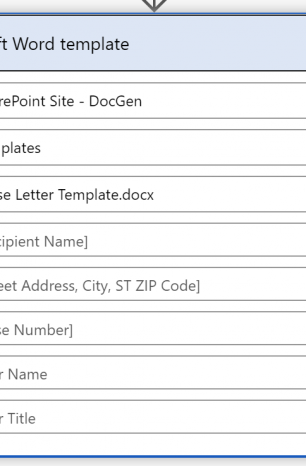 ft Word template
rePoint Site - DocGen
plates
se Letter Template.docx
cipient Name]
eet Address, City, ST ZIP Code]
se Number]
r Name
r Title